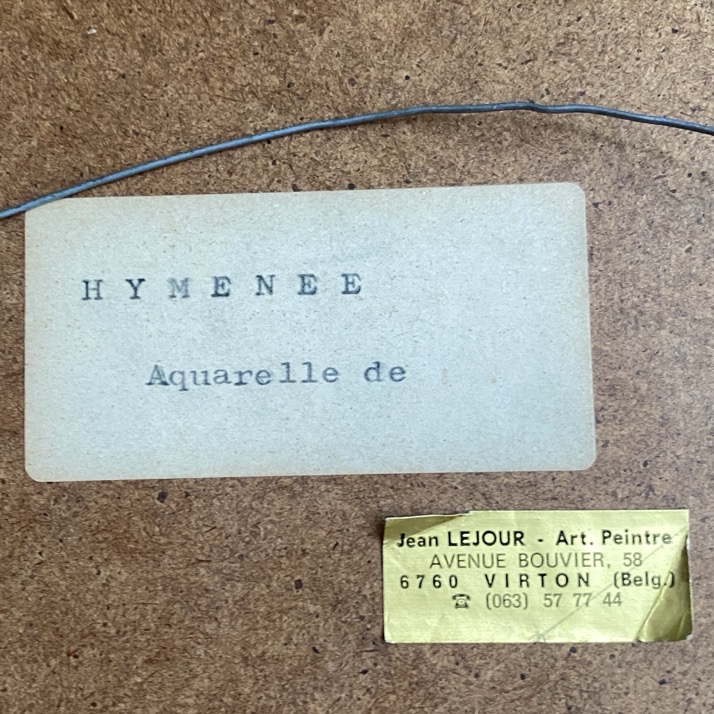 HYMENEE
Aquarelle de
Jean LEJOUR - Art. Peintre
AVENUE BOUVIER, 58
6760 VIRTON (Belg.)
☎ (063) 57 77 44